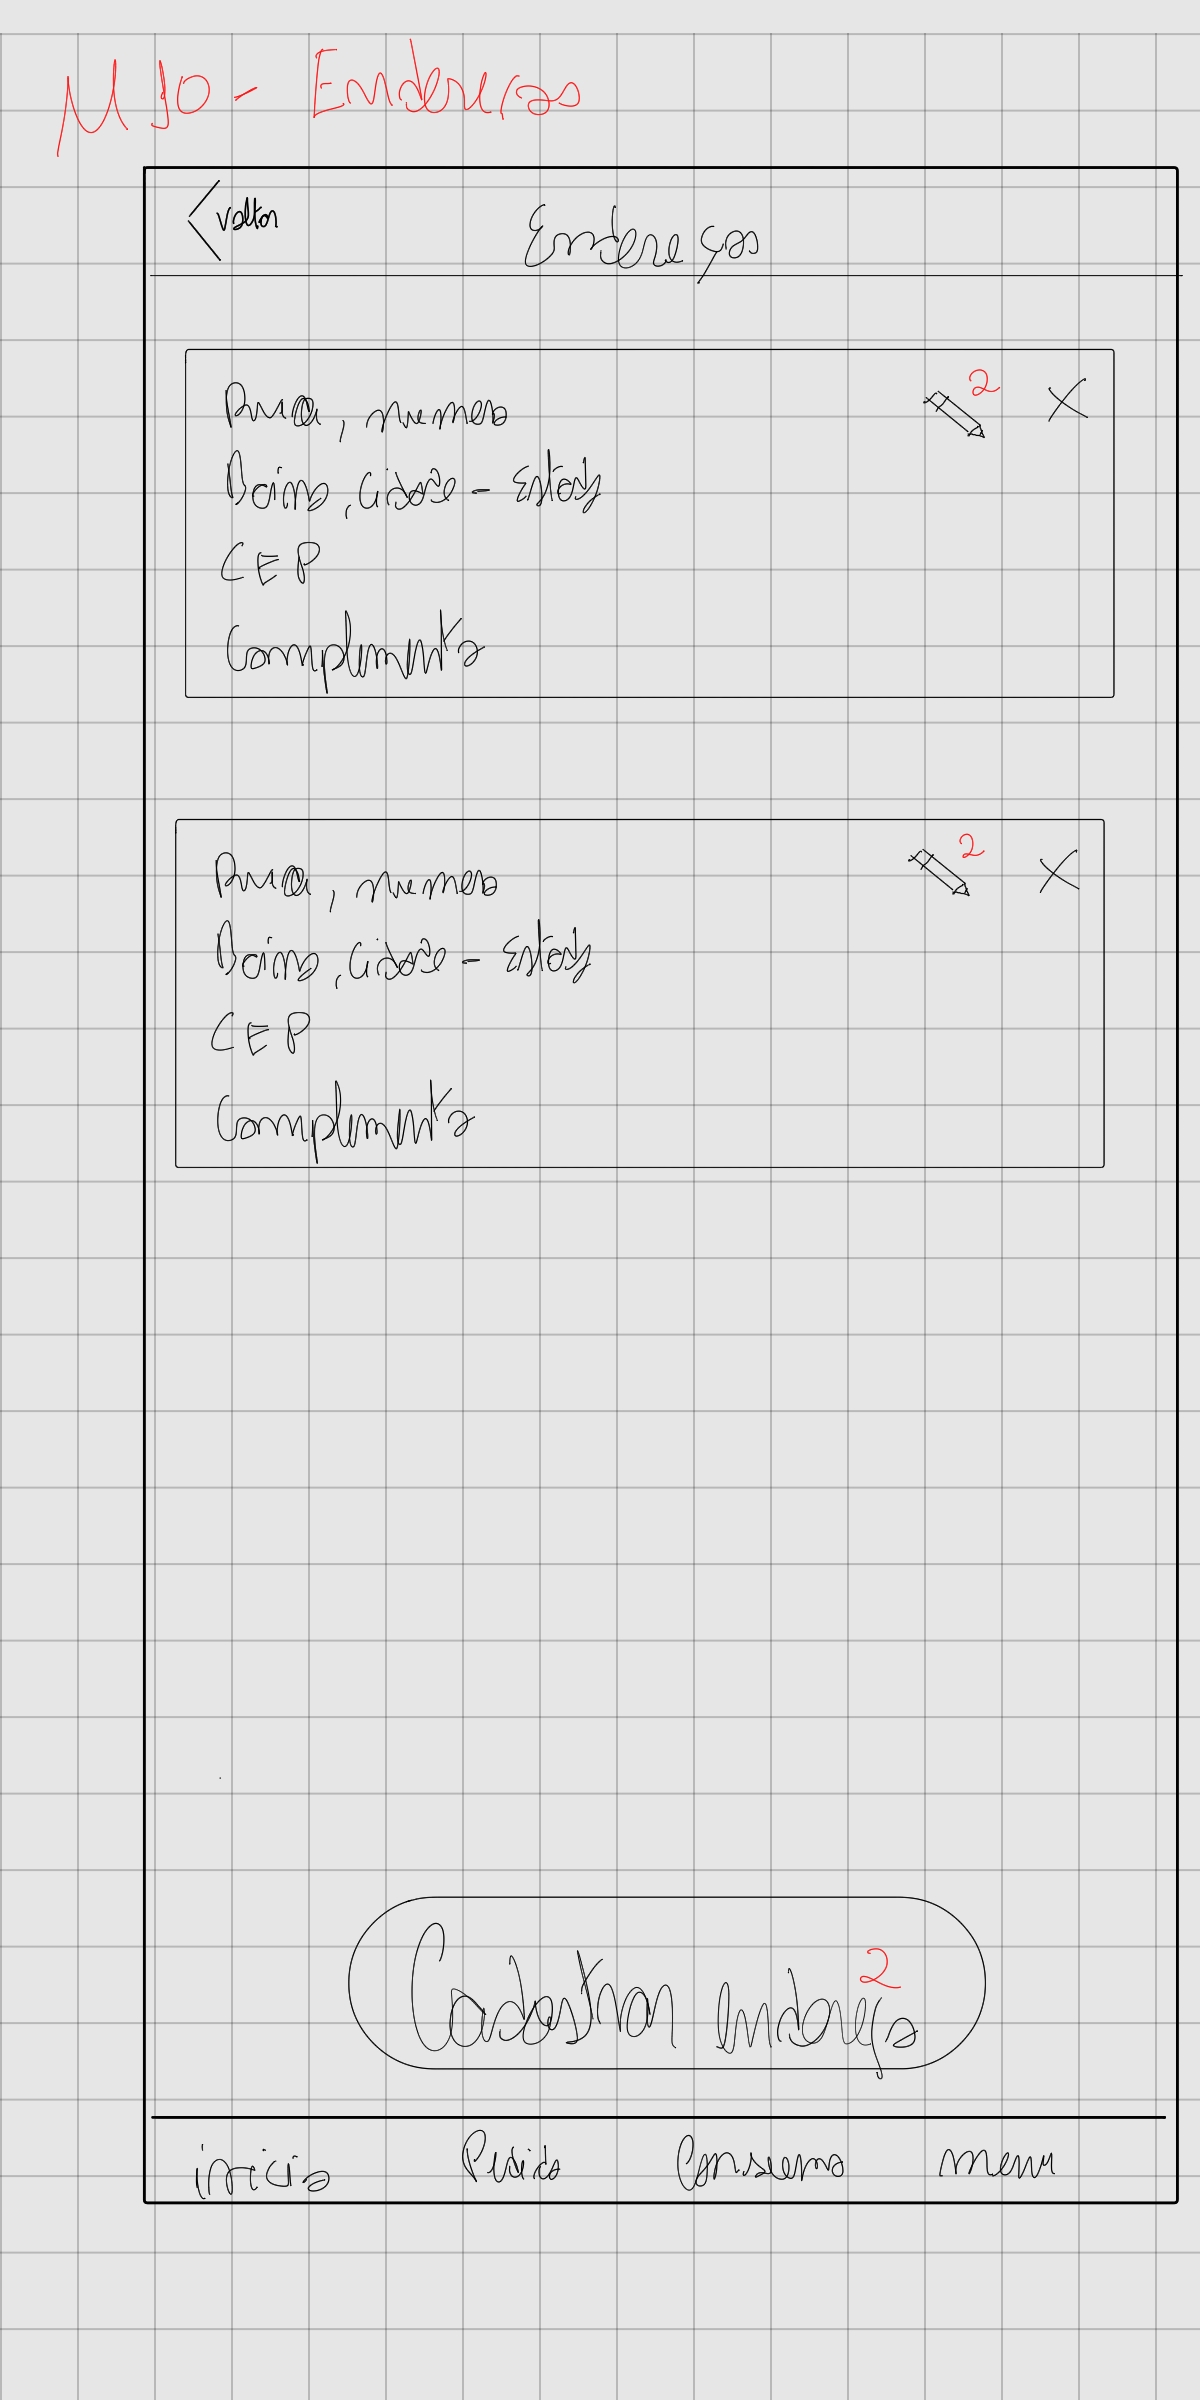 M10 - Endereços
Voltar
Endereços
Rua, numero
2
X
Bairro, Cidade - Estado
CEP
Complemento
Rua, numero
2
X
Bairro, Cidade - Estado
CEP
Complemento
Cadastrar endereço 2
inicio Pedido Consumo menu